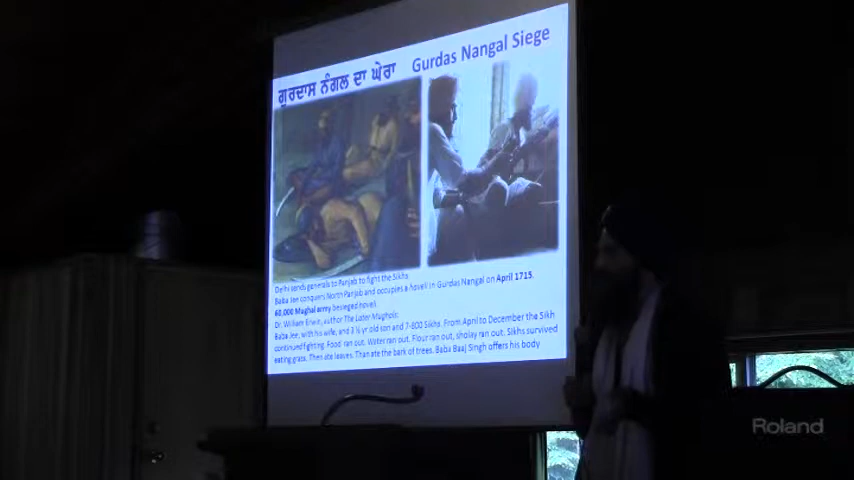 ਗੁਰਦਾਸ ਨੰਗਲ ਦਾ ਘੇਰਾ
Gurdas Nangal Siege
Delhi sends generals to Panjab to fight the Sikhs
Baba Jee conquers North Panjab and occupies a haveli in Gurdas Nangal on April 1715.
60,000 Mughal army besieged haveli.
Dr. William Erwin, author The Later Mughals:
Baba Jee, with his wife, and 3 ½ yr old son and 7-800 Sikhs. From April to December the Sikh
continued fighting. Food ran out. Water ran out. Flour ran out, sholay ran out. Sikhs survived
eating grass. Then ate leaves. Than ate the bark of trees. Baba Baaj Singh offers his body
Roland